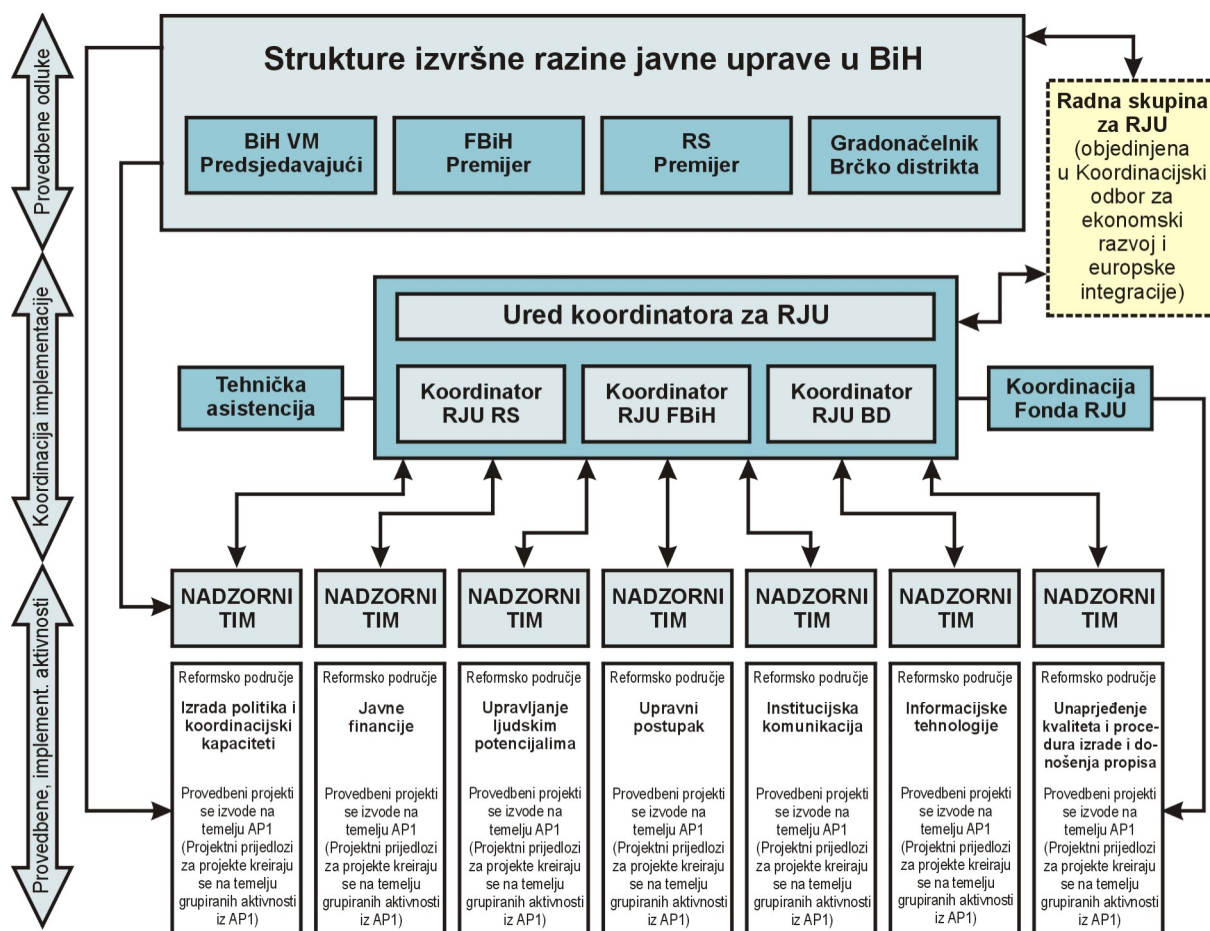 Provedbene odluke
Koordinacija implementacije
Provedbene, implement. aktivnosti
Strukture izvršne razine javne uprave u BiH
BiH VM
Predsjedavajući
FBiH
Premijer
RS
Premijer
Gradonačelnik
Brčko distrikta
Radna skupina
za RJU
(objedinjena
u Koordinacijski
odbor za
ekonomski
razvoj i
europske
integracije)
Ured koordinatora za RJU
Tehnička
asistencija
Koordinator
RJU RS
Koordinator
RJU FBiH
Koordinator
RJU BD
Koordinacija
Fonda RJU
NADZORNI
TIM
NADZORNI
TIM
NADZORNI
TIM
NADZORNI
TIM
NADZORNI
TIM
NADZORNI
TIM
NADZORNI
TIM
Reformsko područje
Izrada politika i
koordinacijski
kapaciteti
Provedbeni projekti
se izvode na
temelju AP1
(Projektni prijedlozi
za projekte kreiraju
se na temelju
grupiranih aktivnosti
iz AP1)
Reformsko područje
Javne
financije
Provedbeni projekti
se izvode na
temelju AP1
(Projektni prijedlozi
za projekte kreiraju
se na temelju
grupiranih aktivnosti
iz AP1)
Reformsko područje
Upravljanje
ljudskim
potencijalima
Provedbeni projekti
se izvode na
temelju AP1
(Projektni prijedlozi
za projekte kreiraju
se na temelju
grupiranih aktivnosti
iz AP1)
Reformsko područje
Upravni
postupak
Provedbeni projekti
se izvode na
temelju AP1
(Projektni prijedlozi
za projekte kreiraju
se na temelju
grupiranih aktivnosti
iz AP1)
Reformsko područje
Institucijska
komunikacija
Provedbeni projekti
se izvode na
temelju AP1
(Projektni prijedlozi
za projekte kreiraju
se na temelju
grupiranih aktivnosti
iz AP1)
Reformsko područje
Informacijske
tehnologije
Provedbeni projekti
se izvode na
temelju AP1
(Projektni prijedlozi
za projekte kreiraju
se na temelju
grupiranih aktivnosti
iz AP1)
Reformsko područje
Unaprjeđenje
kvaliteta i proce-
dura izrade i do-
nošenja propisa
Provedbeni projekti
se izvode na
temelju AP1
(Projektni prijedlozi
za projekte kreiraju
se na temelju
grupiranih aktivnosti
iz AP1)